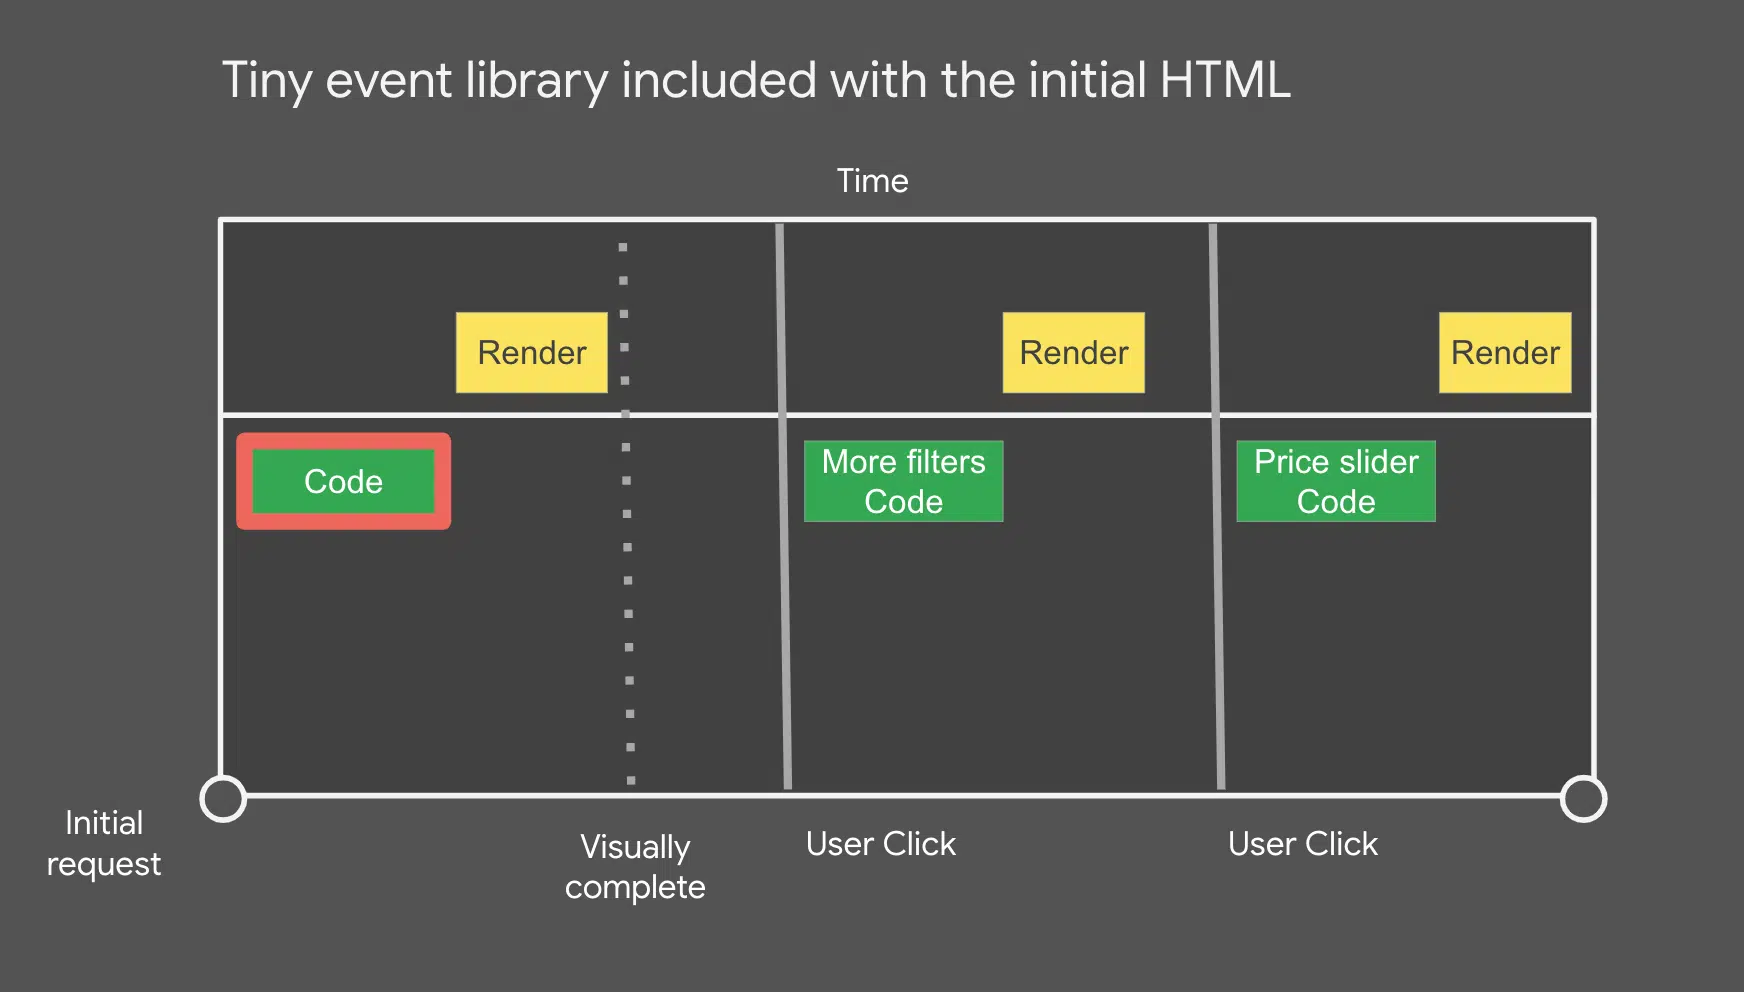 Tiny event library included with the initial HTML
Time
Render
Render
Render
Code
More filters
Code
Price slider
Code
Initial
request
Visually
complete
User Click
User Click